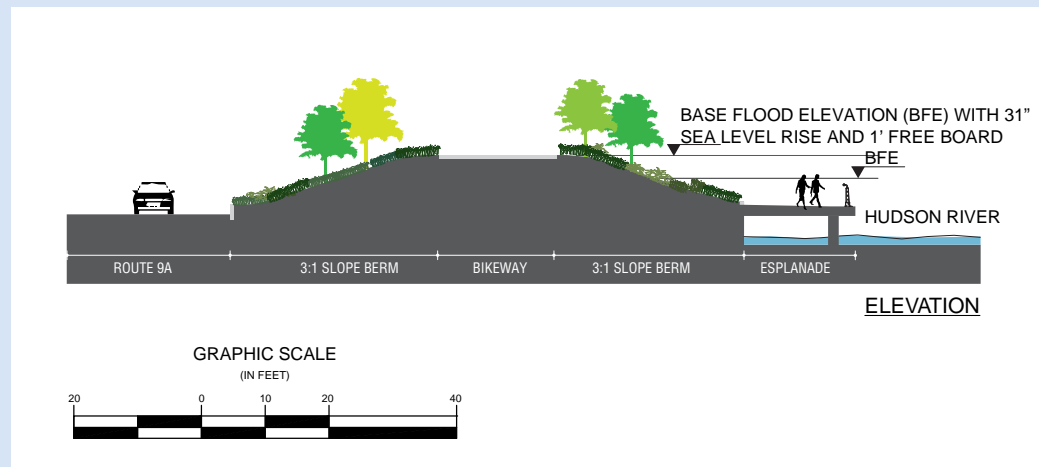 BASE FLOOD ELEVATION (BFE) WITH 31”
SEA LEVEL RISE AND 1' FREE BOARD
BFE
HUDSON RIVER
ROUTE 9A
3:1 SLOPE BERM
BIKEWAY
3:1 SLOPE BERM
ESPLANADE
ELEVATION
GRAPHIC SCALE
(IN FEET)
20 0 10 20 40